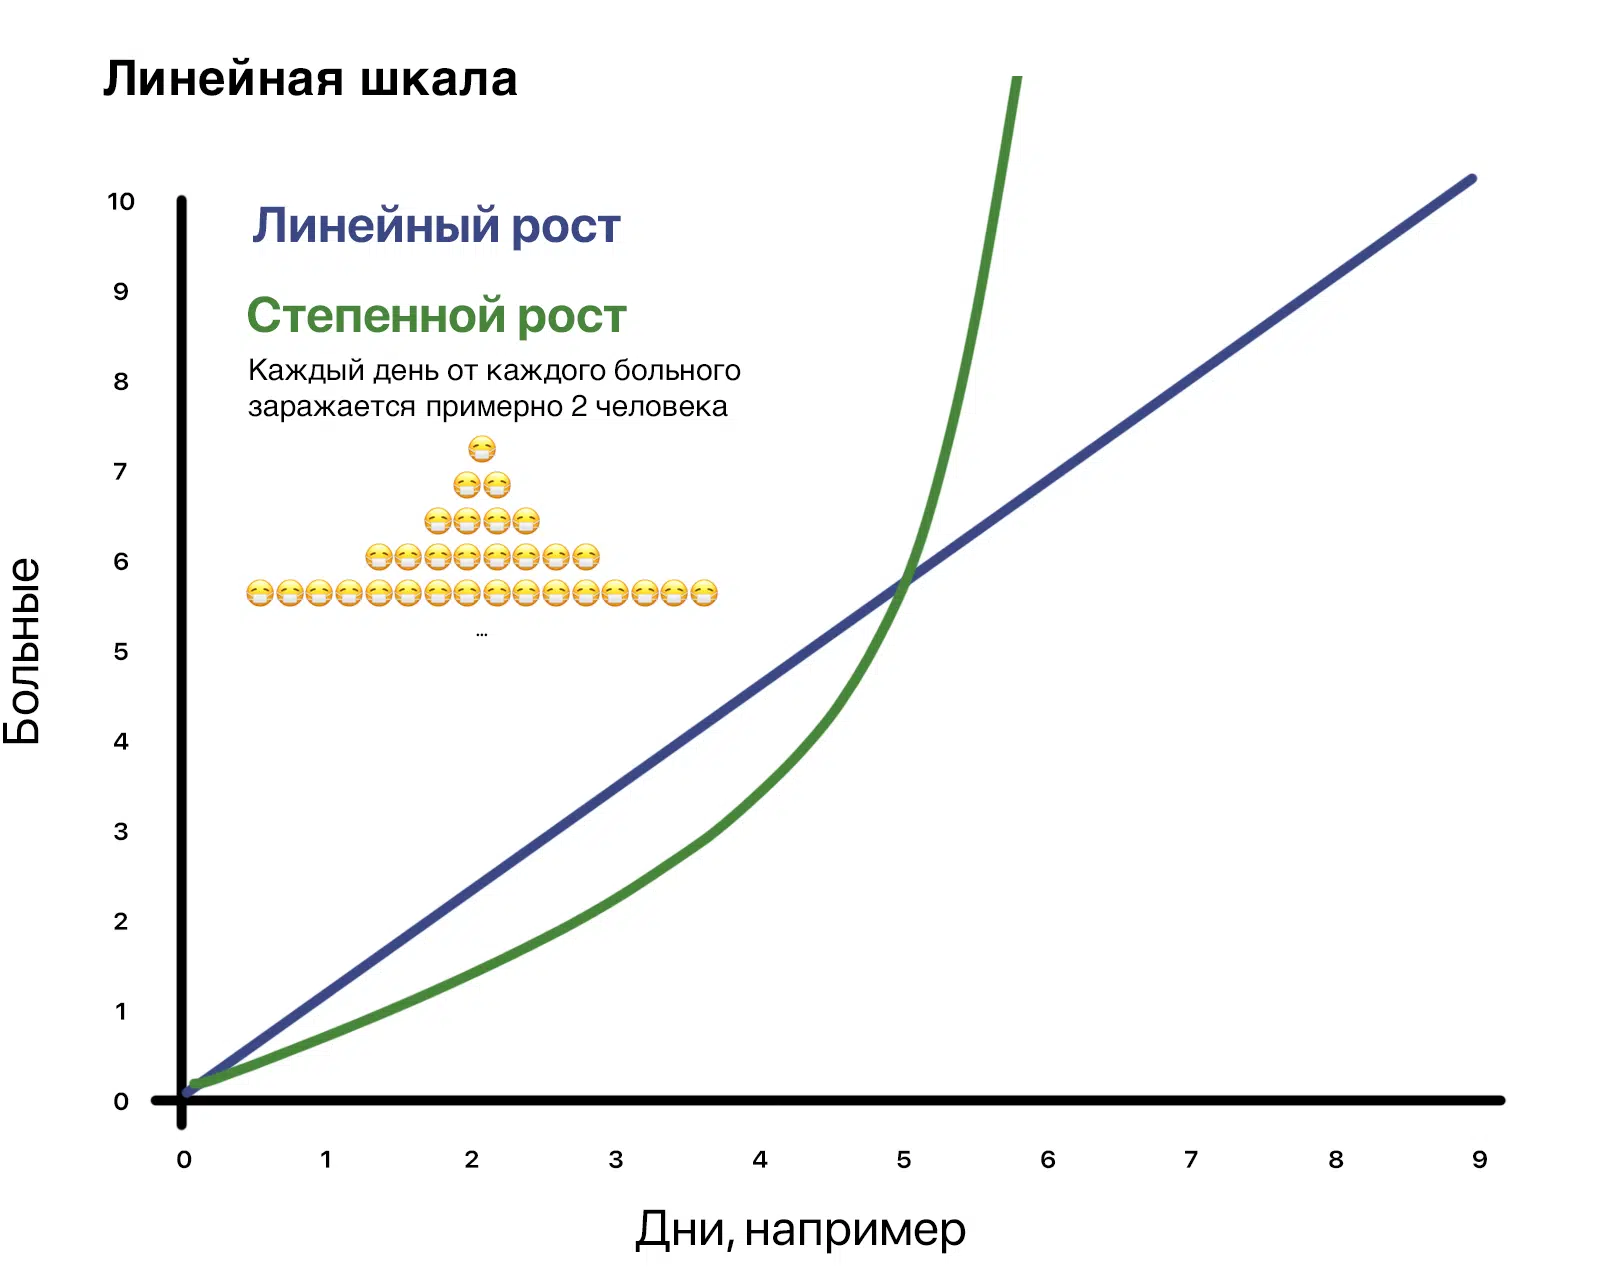 Линейная шкала
Линейный рост
Степенной рост
Каждый день от каждого больного
заражается примерно 2 человека
...
10
9
8
7
6
5
4
3
2
1
0
Больные
0 1 2 3 4 5 6 7 8 9
Дни, например